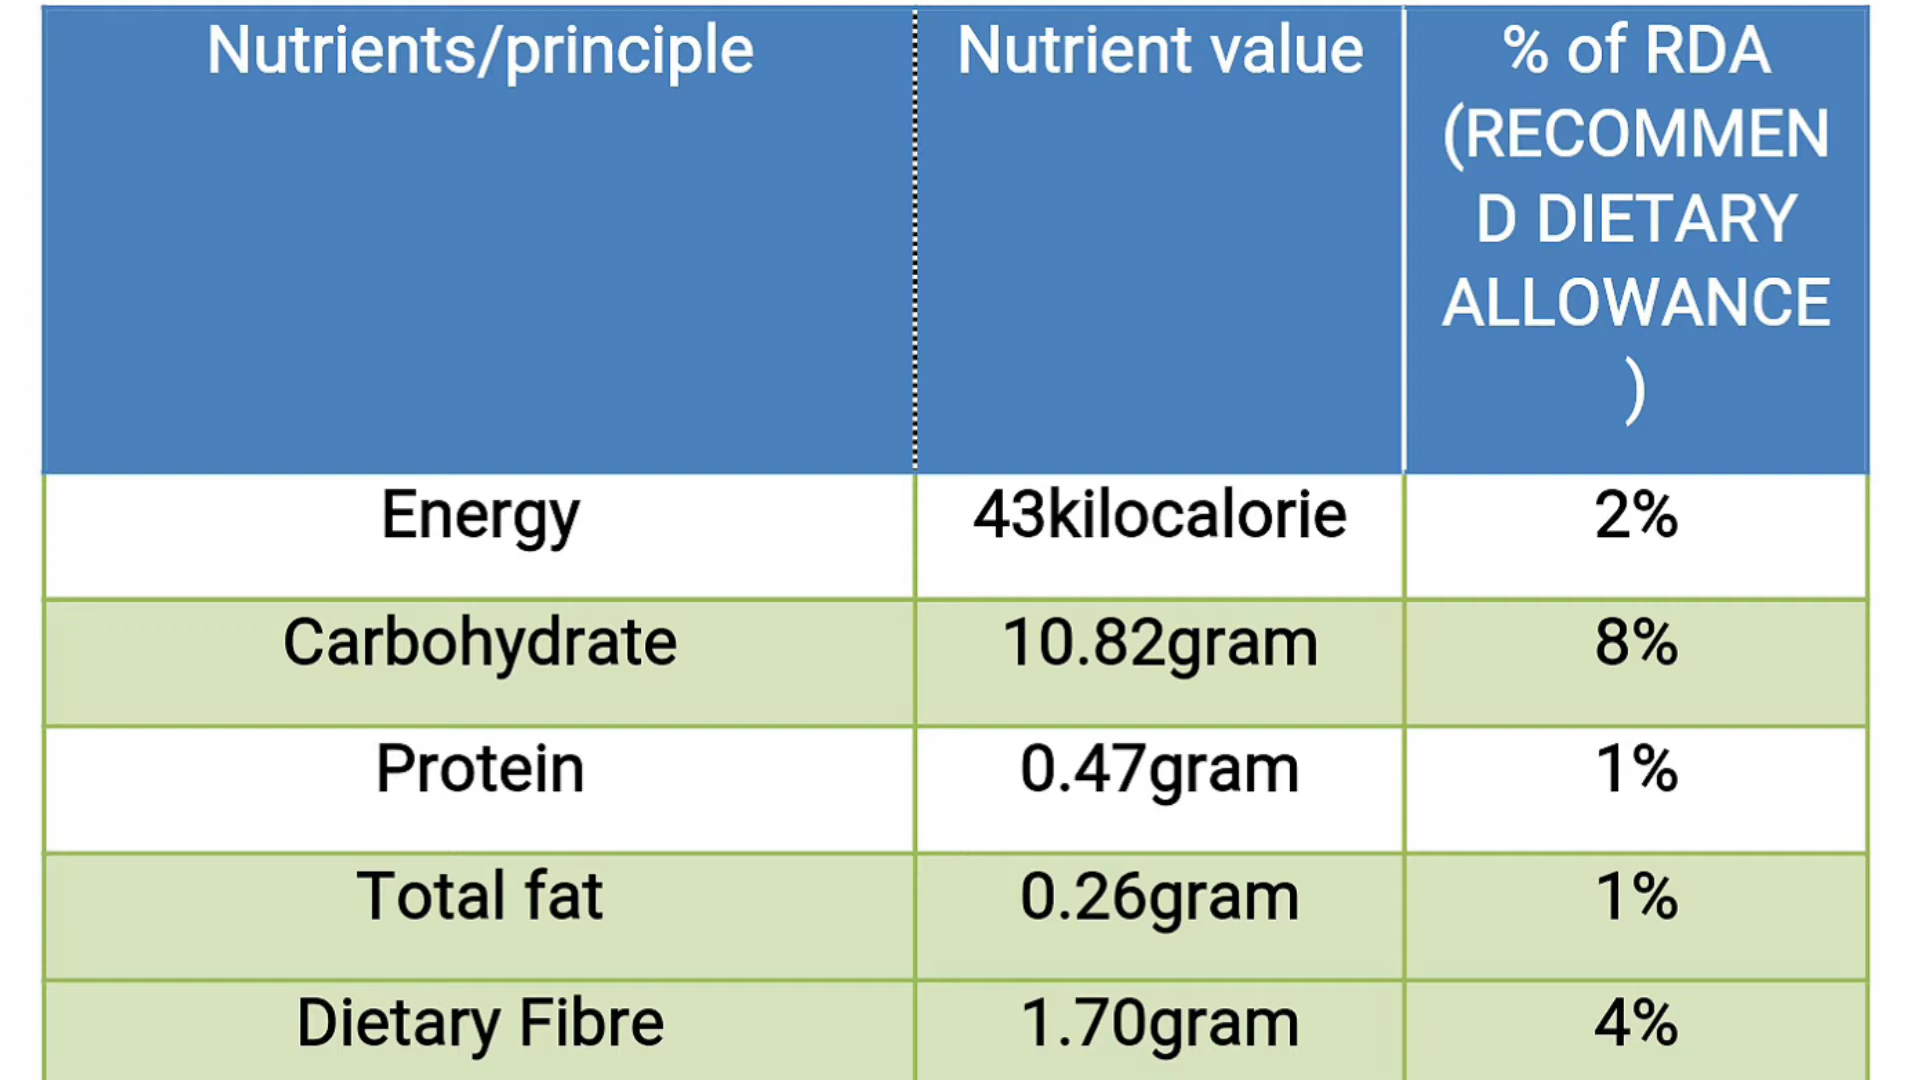 Nutrients/principle
Nutrient value
% of RDA
(RECOMMEN
D DIETARY
ALLOWANCE
)
Energy
43kilocalorie
2%
Carbohydrate
10.82gram
8%
Protein
0.47gram
1%
Total fat
0.26gram
1%
Dietary Fibre
1.70gram
4%